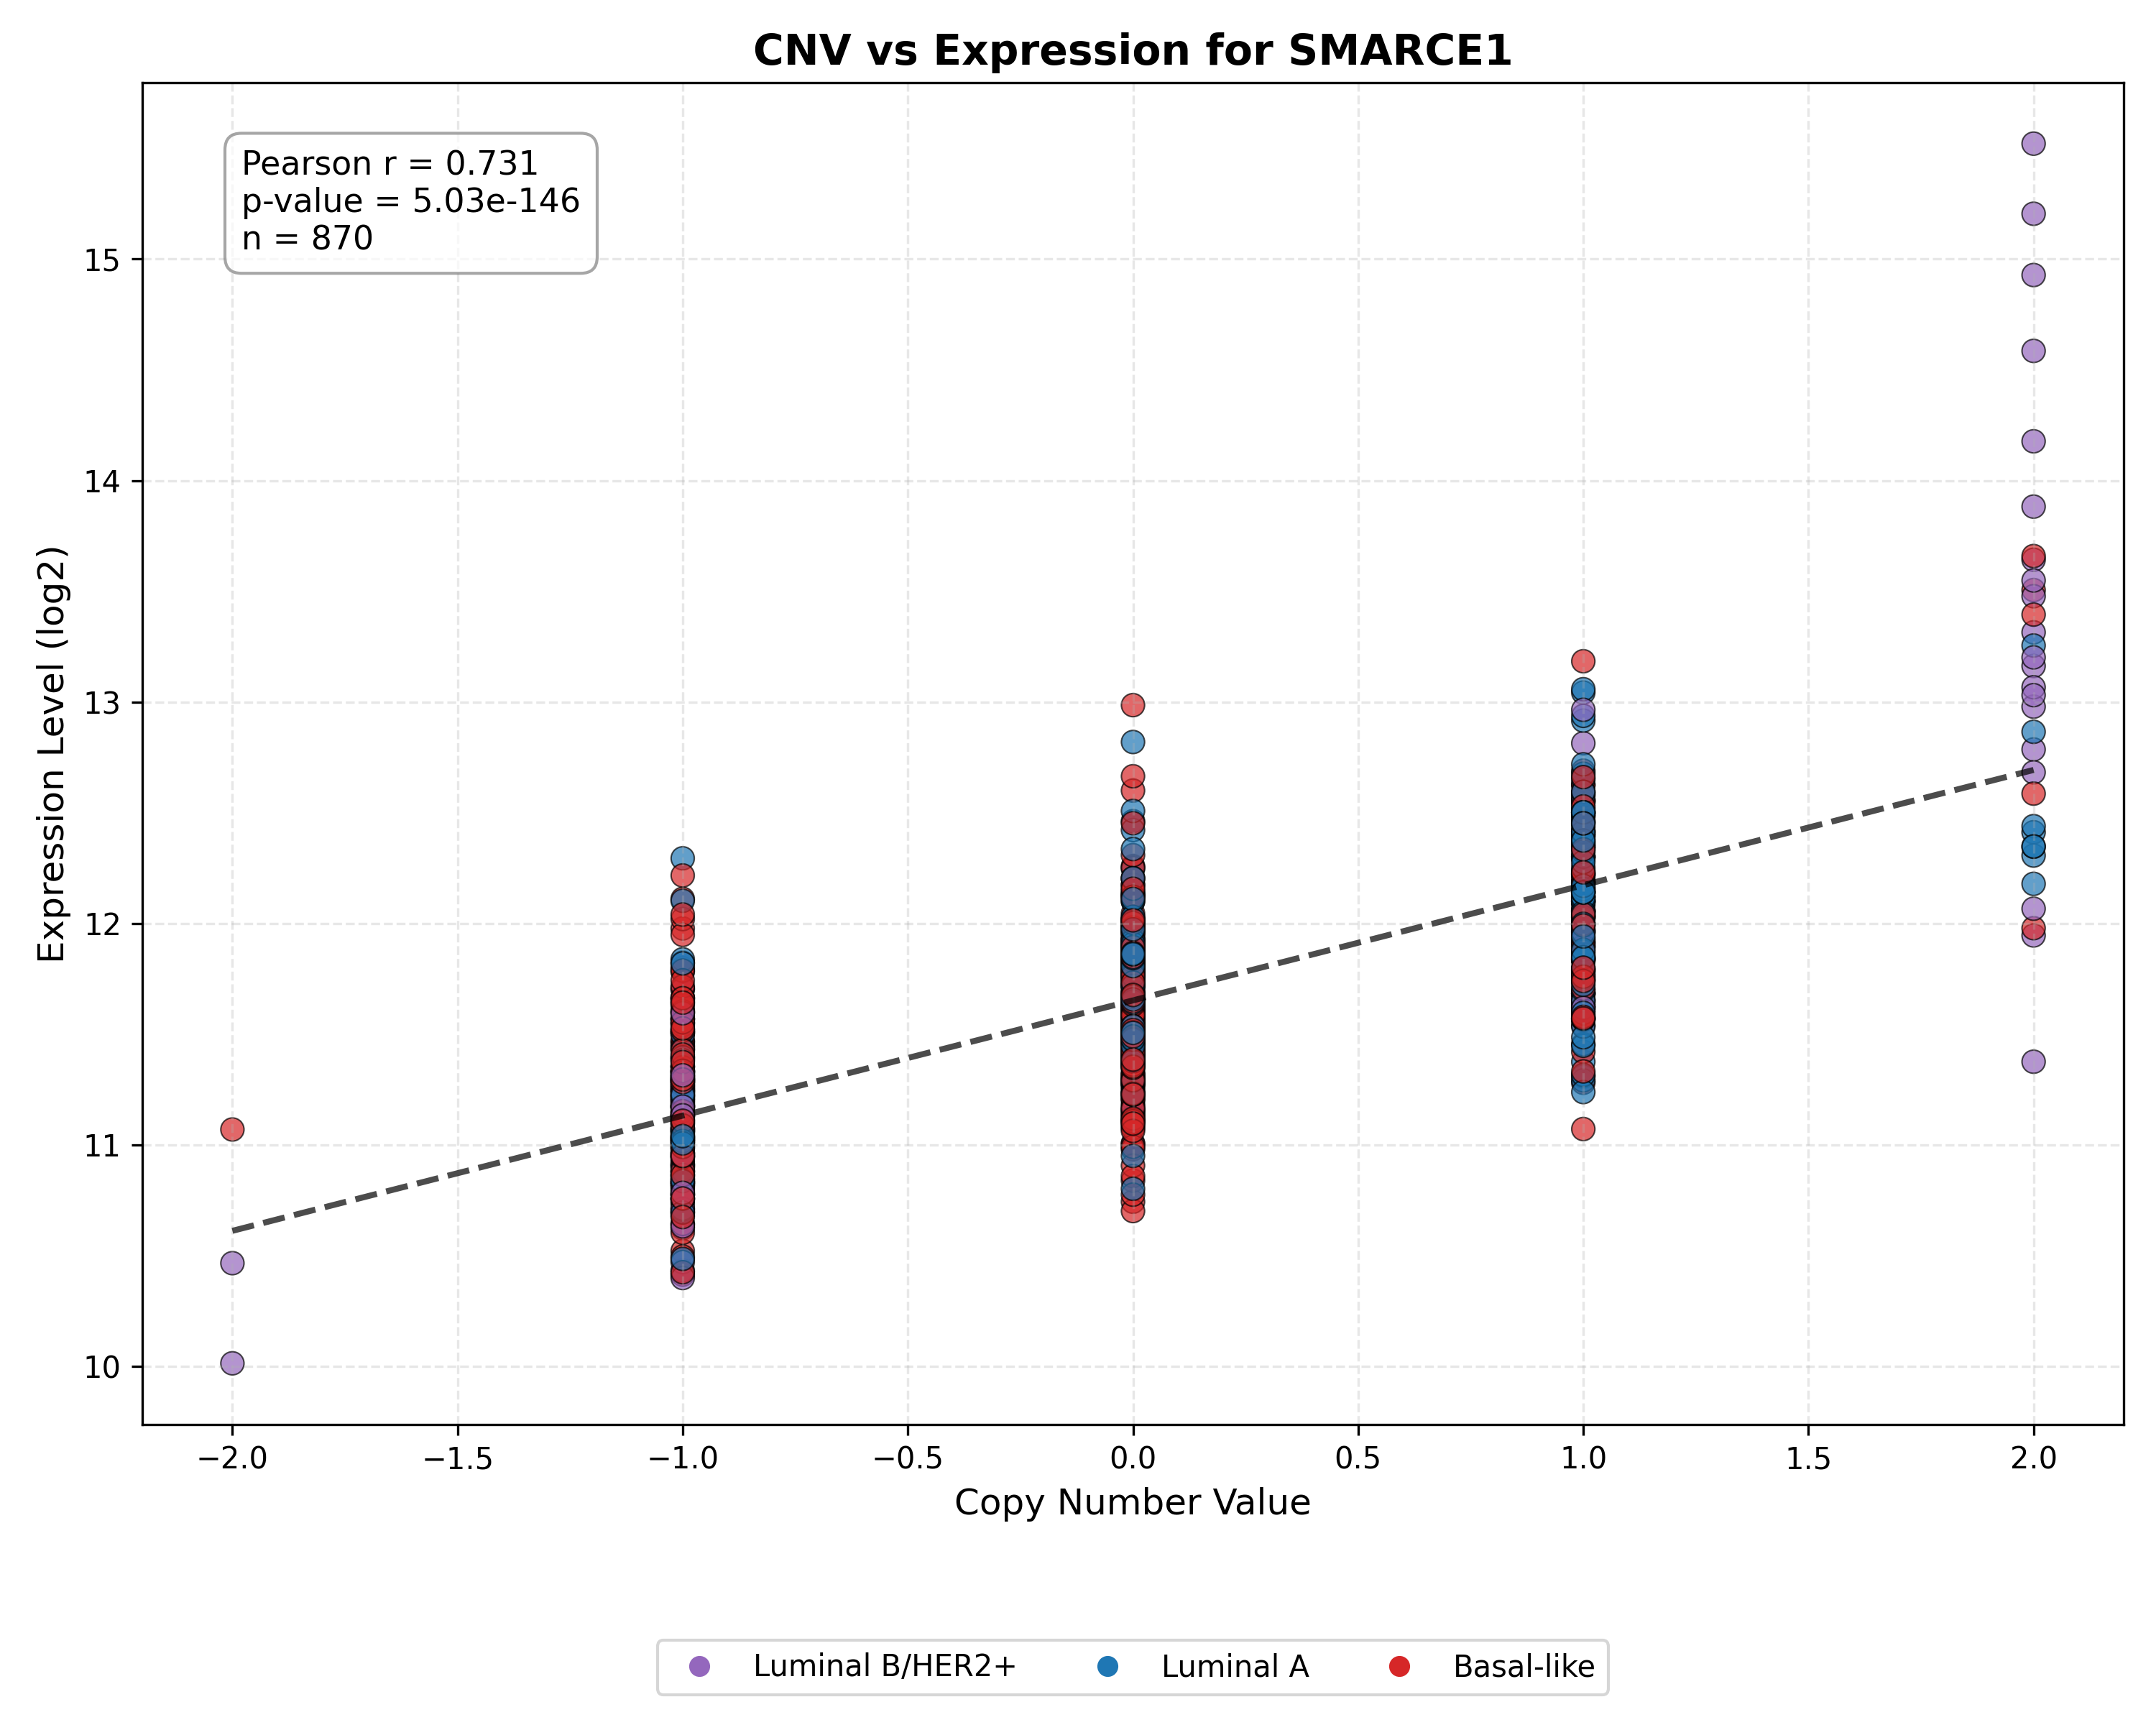 CNV vs Expression for SMARCE1
Pearson r = 0.731
p-value = 5.03e-146
n = 870
Expression Level (log2)
15
14
13
12
11
10
−2.0 −1.5 −1.0 −0.5 0.0 0.5 1.0 1.5 2.0
Copy Number Value
Luminal B/HER2+ Luminal A Basal-like